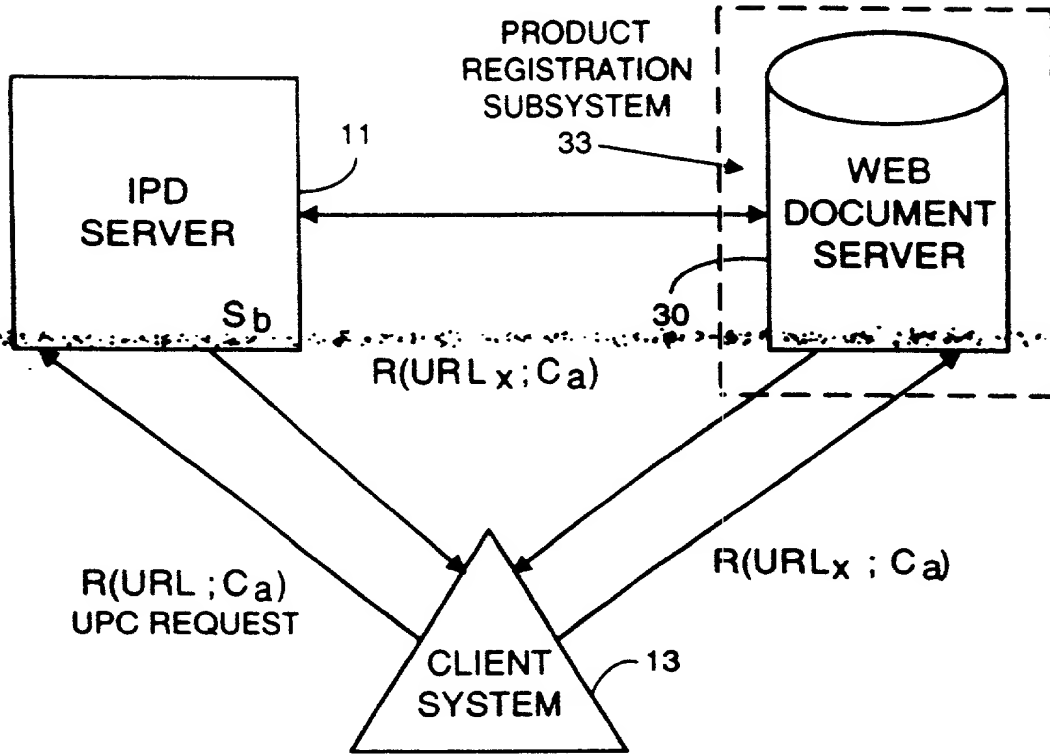 PRODUCT
REGISTRATION
SUBSYSTEM
33
11
IPD
SERVER
Sb
WEB
DOCUMENT
SERVER
30
R(URLx ; Ca)
R(URL ; Ca)
UPC REQUEST
R(URLx ; Ca)
CLIENT
SYSTEM
13